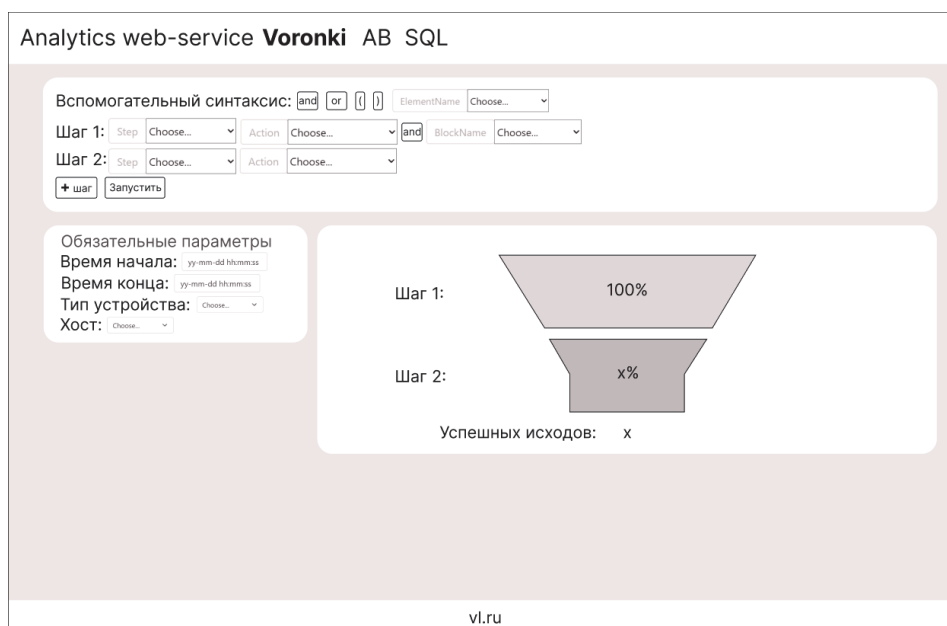 Analytics web-service Voronki AB SQL
Вспомогательный синтаксис: and or ( ) ElementName Choose...
Шаг 1: Step Choose... Action Choose... and BlockName Choose...
Шаг 2: Step Choose... Action Choose...
+ шаг Запустить
Обязательные параметры
Время начала: yy-mm-dd hh:mm:ss
Время конца: yy-mm-dd hh:mm:ss
Тип устройства: Choose...
Хост: Choose...
Шаг 1: 100%
Шаг 2: x%
Успешных исходов: x
vl.ru